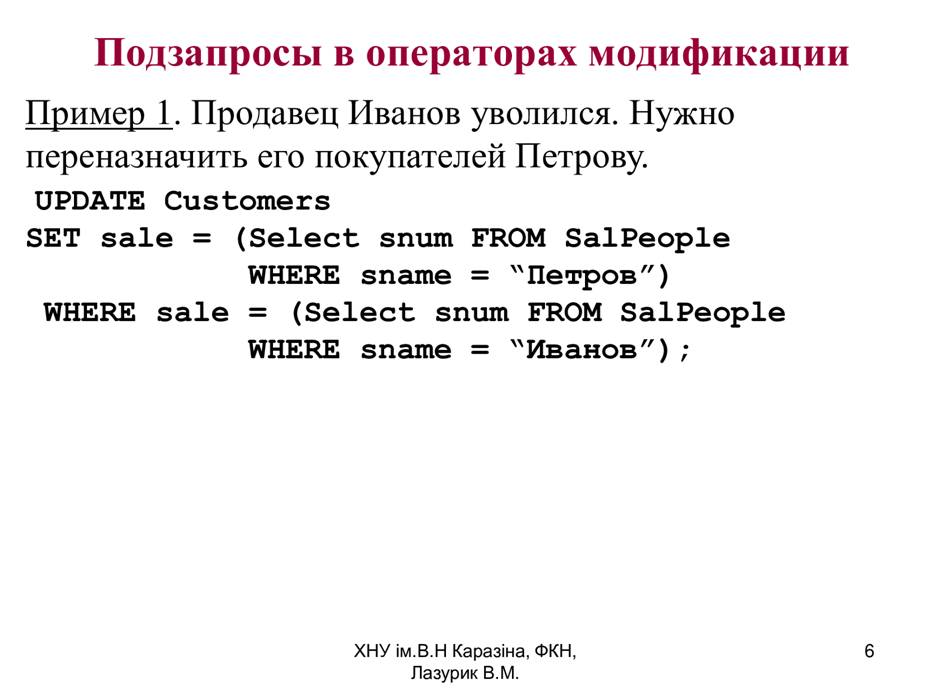 Подзапросы в операторах модификации
Пример 1. Продавец Иванов уволился. Нужно
переназначить его покупателей Петрову.
UPDATE Customers
SET sale = (Select snum FROM SalPeople
WHERE sname = “Петров”)
WHERE sale = (Select snum FROM SalPeople
WHERE sname = “Иванов”);
ХНУ ім.В.Н Каразіна, ФКН,
Лазурик В.М.
6